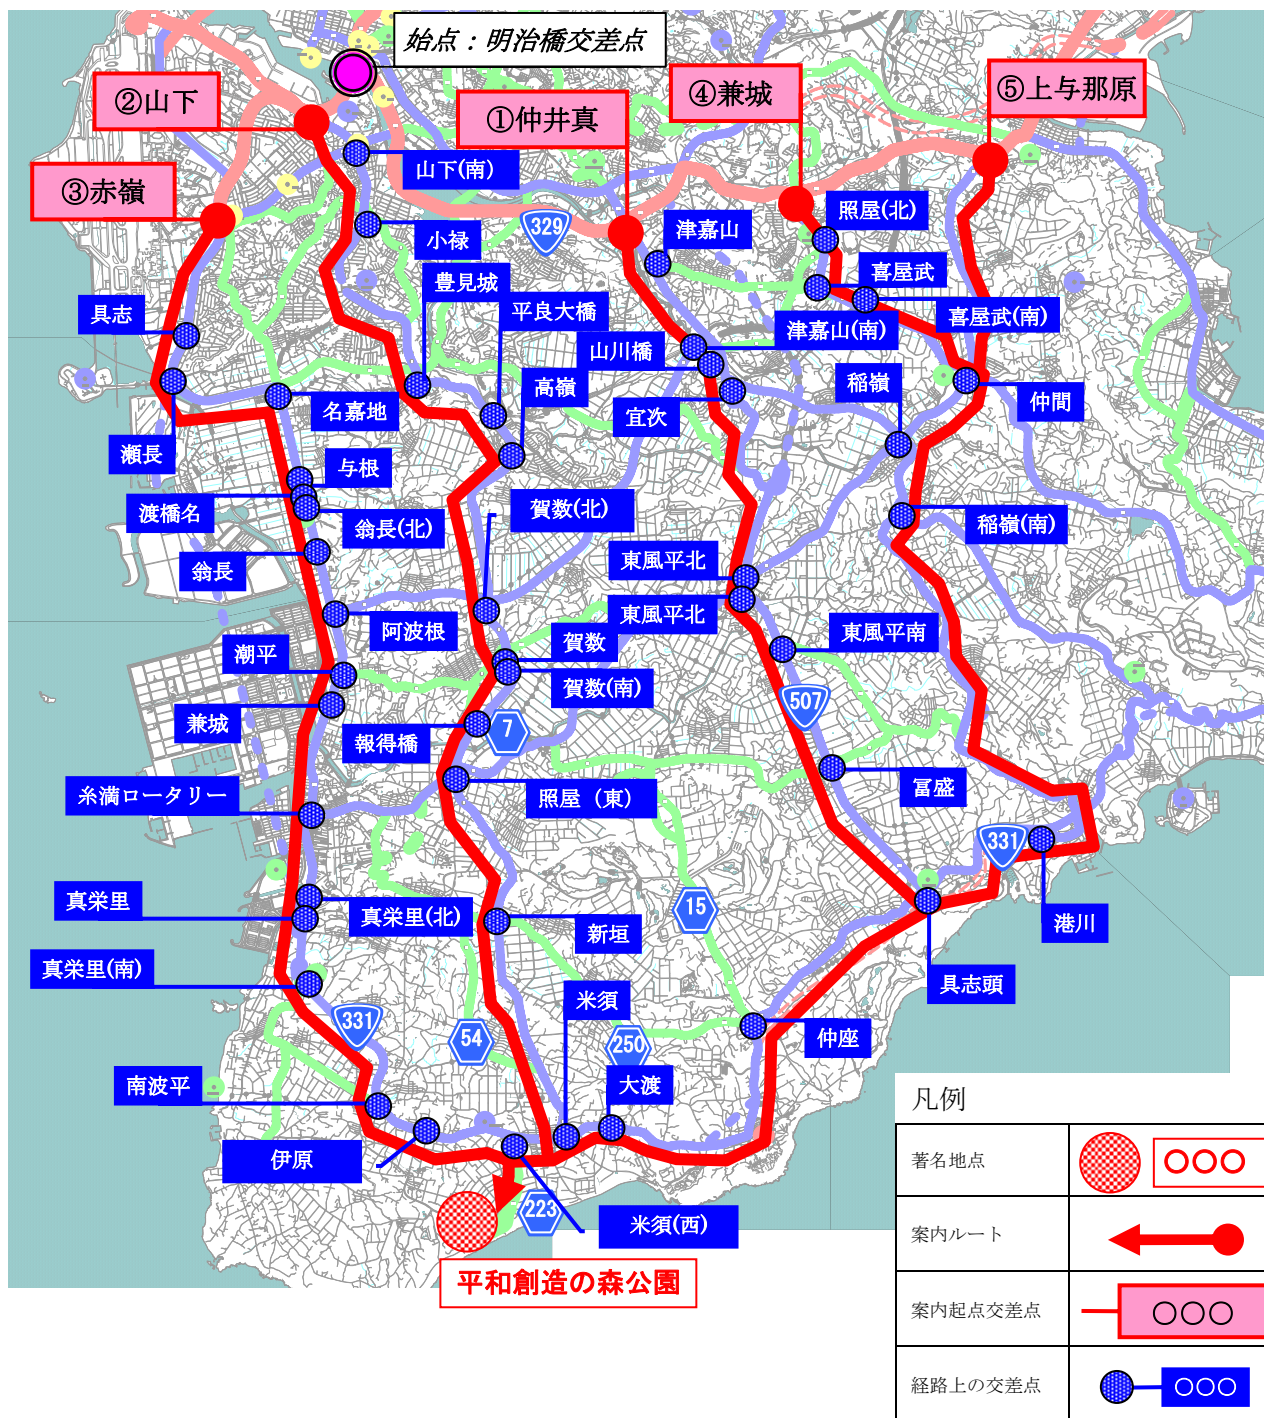 始点：明治橋交差点
②山下
④兼城
⑤上与那原
①仲井真
③赤嶺
山下(南)
照屋(北)
小禄
329
津嘉山
喜屋武
豊見城
平良大橋
具志
喜屋武(南)
津嘉山(南)
山川橋
高嶺
稲嶺
名嘉地
宜次
仲間
瀬長
与根
渡橋名
翁長(北)
賀数(北)
稲嶺(南)
翁長
東風平北
阿波根
東風平北
賀数
東風平南
潮平
賀数(南)
兼城
507
報得橋
7
糸満ロータリー
照屋（東）
冨盛
331
真栄里
真栄里(北)
15
新垣
港川
真栄里(南)
具志頭
米須
331
54
250
仲座
南波平
大渡
伊原
223
米須(西)
平和創造の森公園
凡例
著名地点
○○○
案内ルート
案内起点交差点
○○○
経路上の交差点
○○○